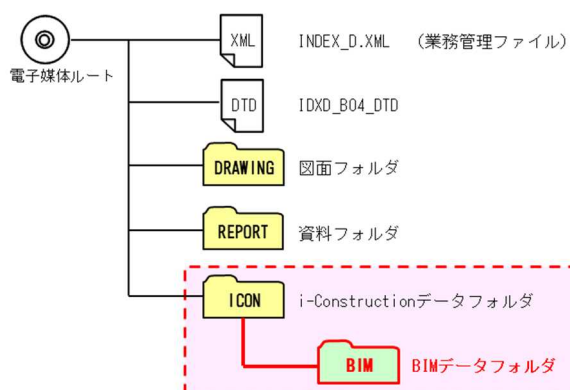 XML INDEX_D.XML (業務管理ファイル)
電子媒体ルート
DTD IDXD_B04_DTD
DRAWING 図面フォルダ
REPORT 資料フォルダ
ICON i-Constructionデータフォルダ
BIM BIMデータフォルダ